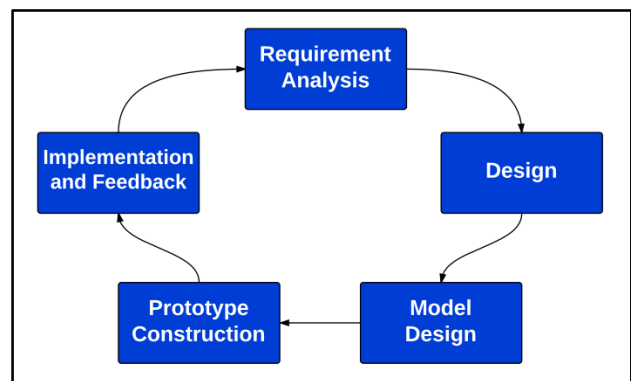 Requirement
Analysis
Implementation
and Feedback
Design
Prototype
Construction
Model
Design